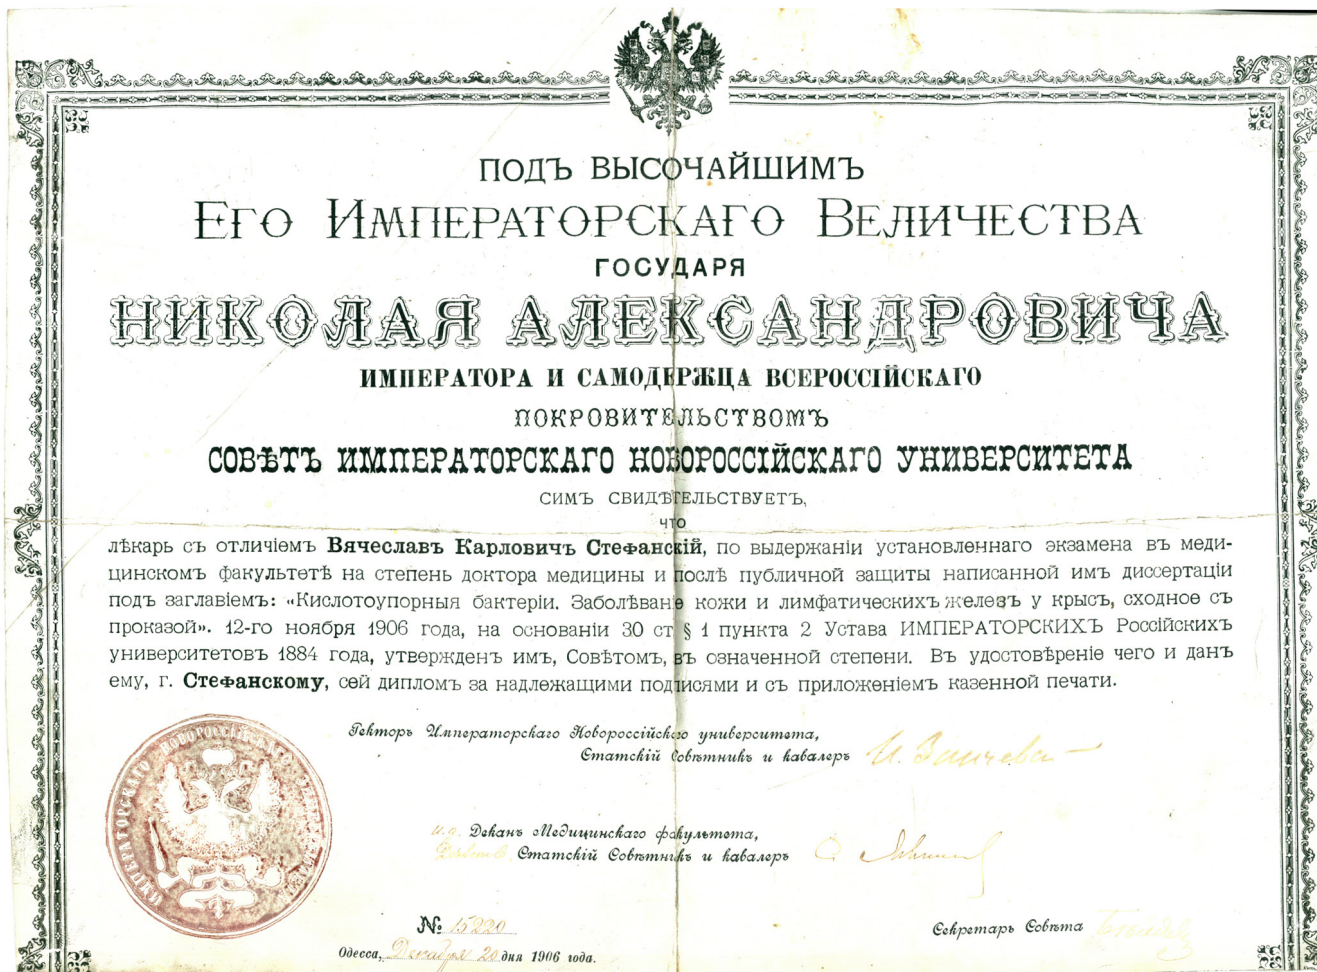 ПОДЪ ВЫСОЧАЙШИМЪ
ЕГО ИМПЕРАТОРСКАГО ВЕЛИЧЕСТВА
ГОСУДАРЯ
НИКОЛАЯ АЛЕКСАНДРОВИЧА
ИМПЕРАТОРА И САМОДЕРЖЦА ВСЕРОССІЙСКАГО
ПОКРОВИТЕЛЬСТВОМЪ
СОВѢТЪ ИМПЕРАТОРСКАГО НОВОРОССІЙСКАГО УНИВЕРСИТЕТА
СИМЪ СВИДѢТЕЛЬСТВУЕТЪ,
ЧТО
лѣкарь съ отличіемъ Вячеславъ Карловичъ Стефанскій, по выдержаніи установленнаго экзамена въ меди-
цинскомъ факультетѣ на степень доктора медицины и послѣ публичной защиты написанной имъ диссертаціи
подъ заглавіемъ: «Кислотоупорныя бактеріи. Заболѣваніе кожи и лимфатическихъ железъ у крысъ, сходное съ
проказой». 12-го ноября 1906 года, на основаніи 30 ст § 1 пункта 2 Устава ИМПЕРАТОРСКИХЪ Россійскихъ
университетовъ 1884 года, утвержденъ имъ, Совѣтомъ, въ означенной степени. Въ удостовѣреніе чего и данъ
ему, г. Стефанскому, сей дипломъ за надлежащими подписями и съ приложеніемъ казенной печати.
Ректоръ Императорскаго Новороссійскаго университета,
Статскій Совѣтникъ и кавалеръ
И. Занчевскі
и.д. Деканъ Медицинскаго факультета,
Статскій Совѣтникъ и кавалеръ
№ 15220
Секретарь Совѣта
Одесса, Декабря 20 дня 1906 года.
ИМПЕРАТОРСКАГО НОВОРОССІЙСКАГО